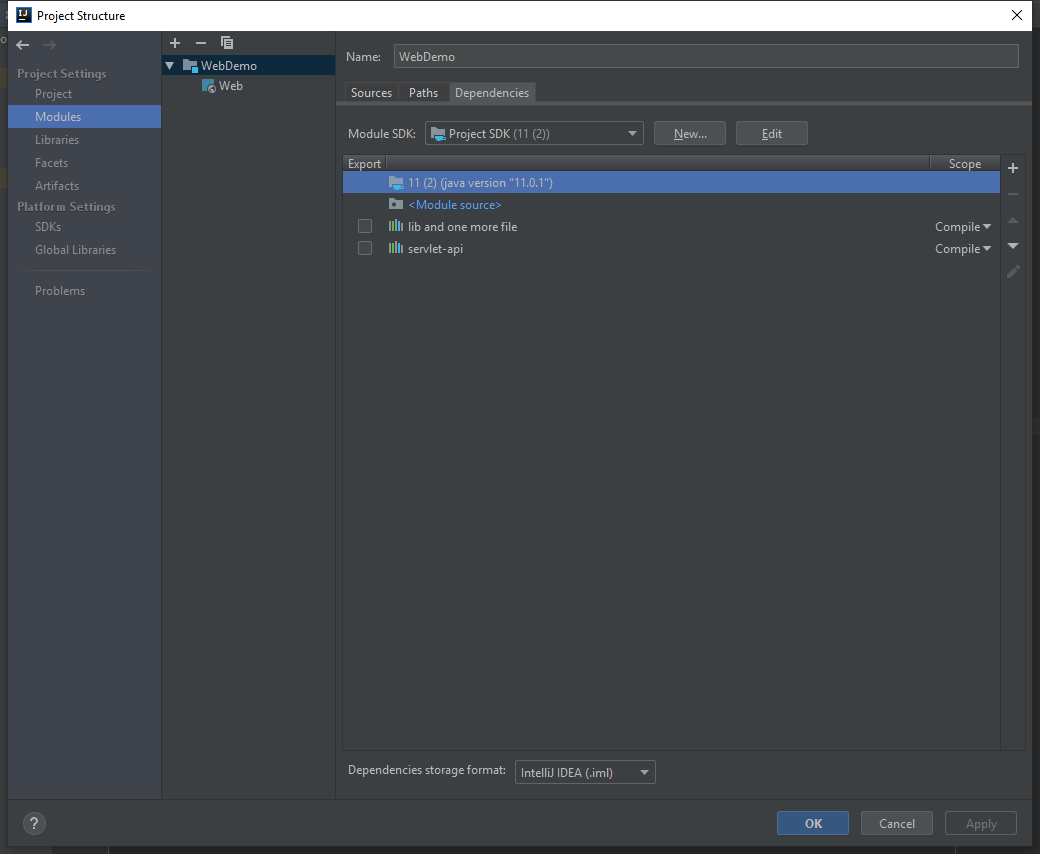 IJ Project Structure
Project Settings
Project
Modules
Libraries
Facets
Artifacts
Platform Settings
SDKs
Global Libraries
Problems
WebDemo
Web
Name: WebDemo
Sources Paths Dependencies
Module SDK: Project SDK (11 (2)) New... Edit
Export Scope
11 (2) (java version "11.0.1")
<Module source>
lib and one more file Compile
servlet-api Compile
Dependencies storage format: IntelliJ IDEA (.iml)
? OK Cancel Apply